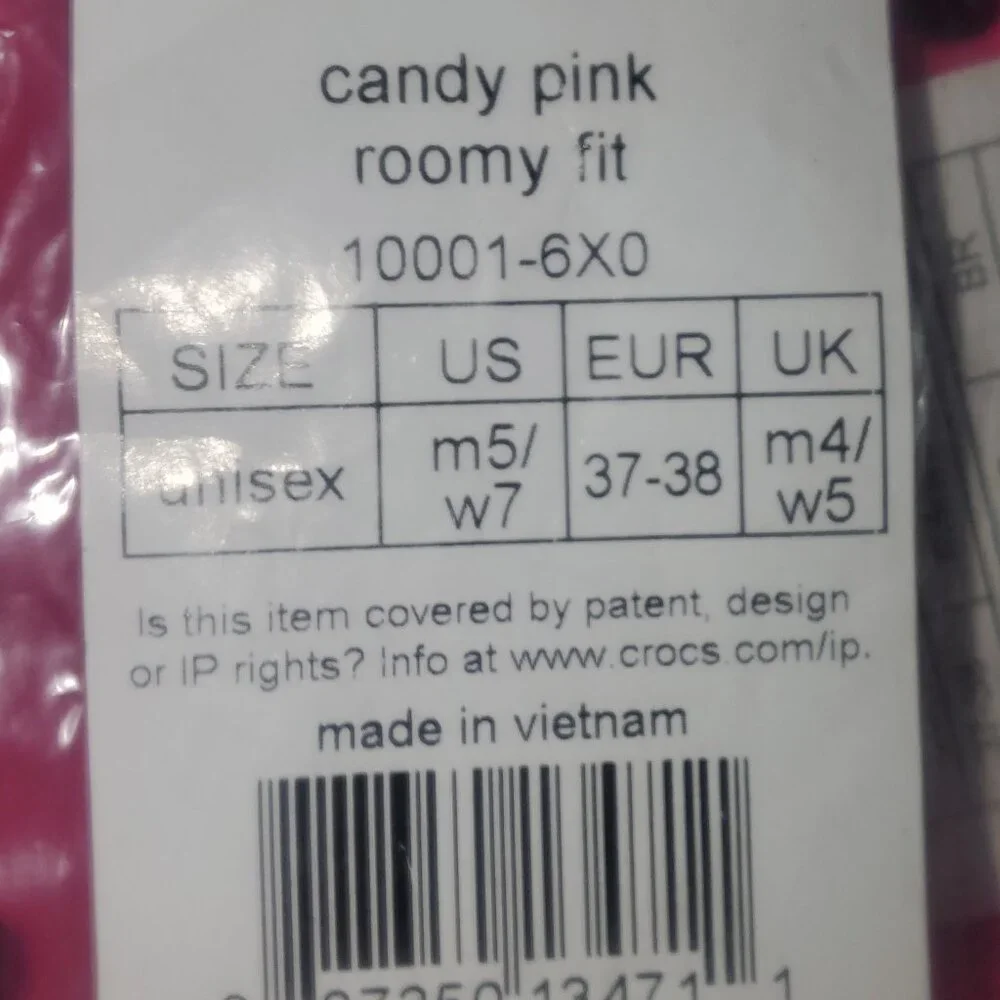 candy pink
roomy fit
10001-6X0
SIZE US EUR UK
unisex m5/ w7 37-38 m4/ w5
Is this item covered by patent, design
or IP rights? Info at www.crocs.com/ip.
made in vietnam
BR